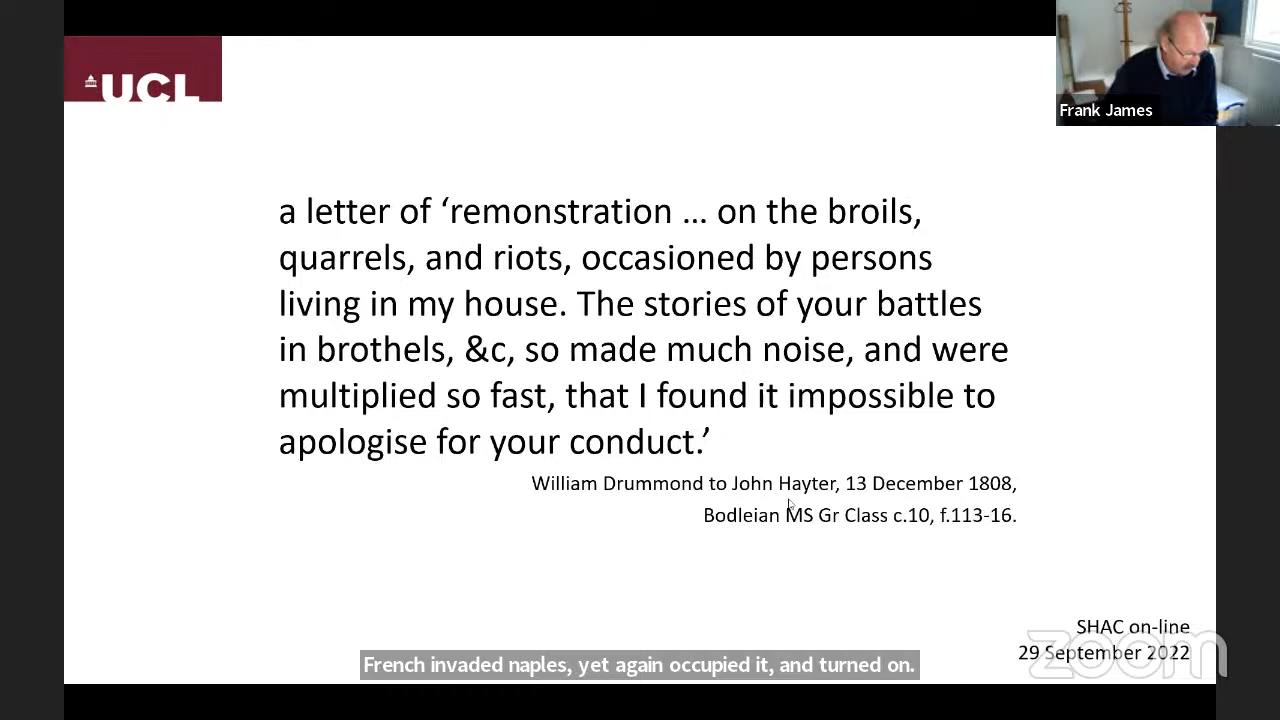 UCL
Frank James
a letter of ‘remonstration … on the broils,
quarrels, and riots, occasioned by persons
living in my house. The stories of your battles
in brothels, &c, so made much noise, and were
multiplied so fast, that I found it impossible to
apologise for your conduct.’
William Drummond to John Hayter, 13 December 1808,
Bodleian MS Gr Class c.10, f.113-16.
SHAC on-line
29 September 2022
zoom
French invaded naples, yet again occupied it, and turned on.